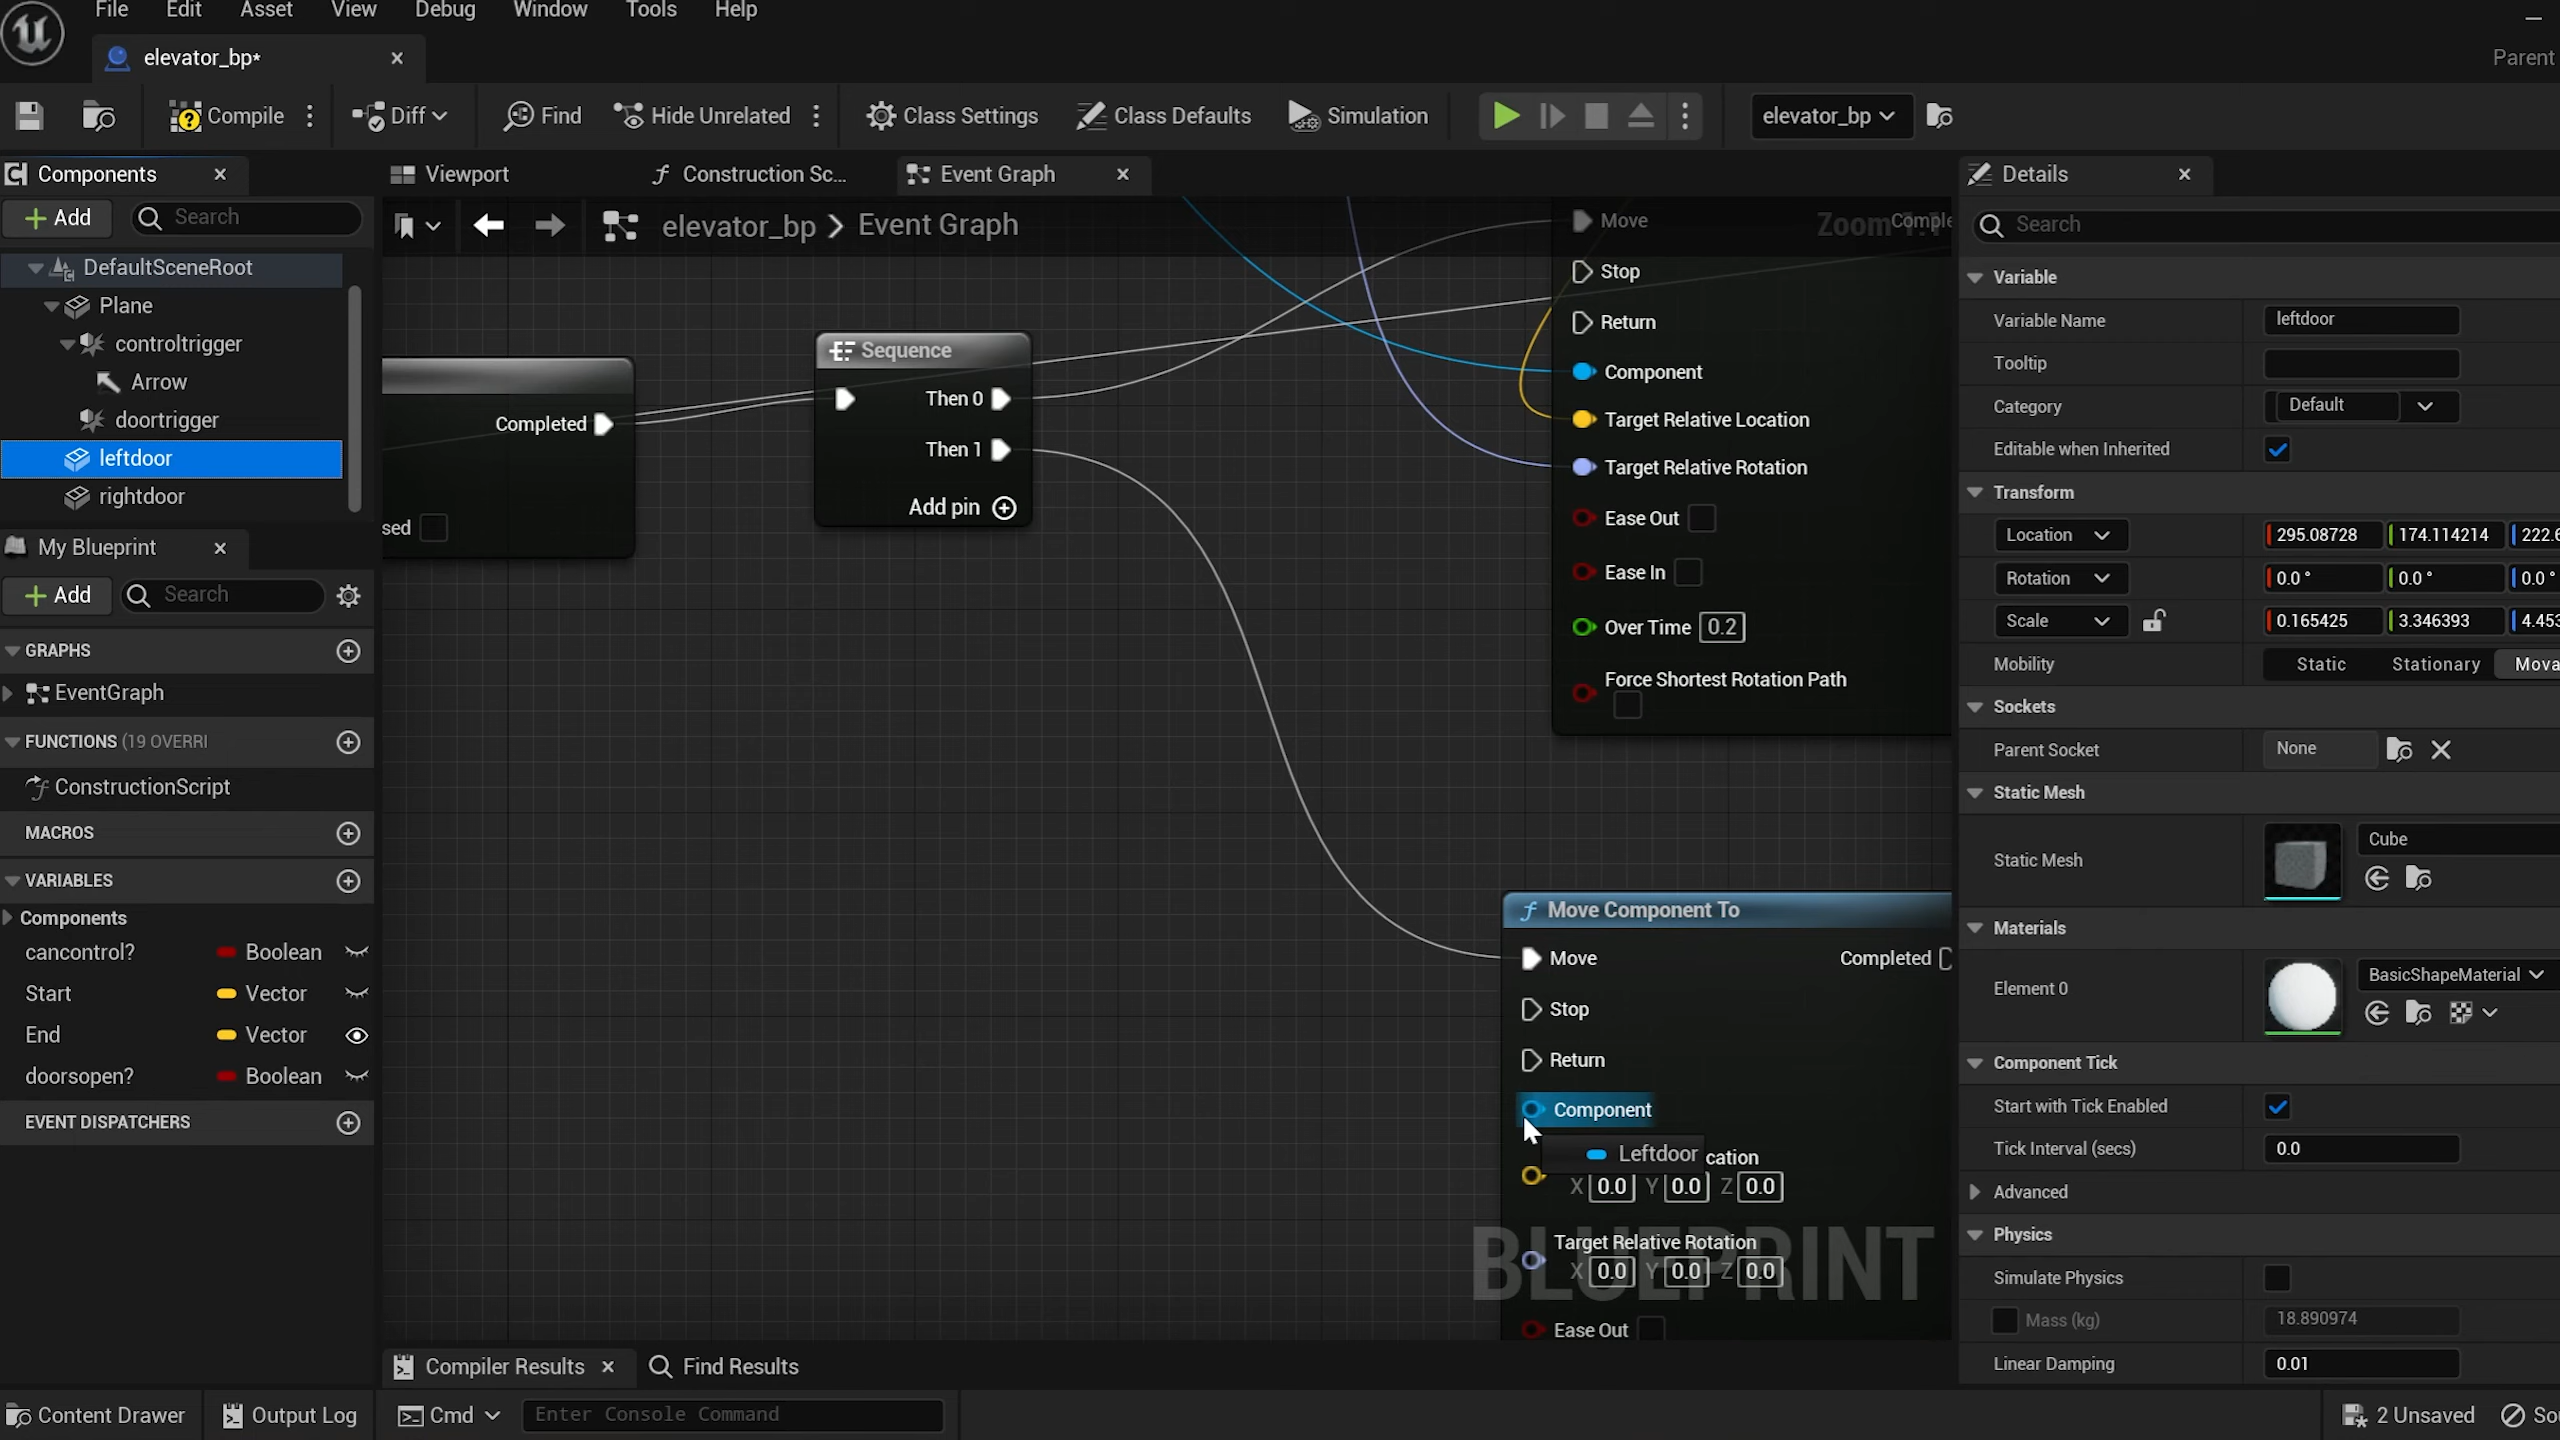 File Edit Asset View Debug Window Tools Help
elevator_bp*
Parent
Compile Diff Find Hide Unrelated Class Settings Class Defaults Simulation elevator_bp
Components
Add Search
DefaultSceneRoot
Plane
controltrigger
Arrow
doortrigger
leftdoor
rightdoor
My Blueprint
Add Search
GRAPHS
EventGraph
FUNCTIONS (19 OVERRI
ConstructionScript
MACROS
VARIABLES
Components
cancontrol? Boolean
Start Vector
End Vector
doorsopen? Boolean
EVENT DISPATCHERS
Viewport Construction Sc... Event Graph
elevator_bp > Event Graph
Zoom 1:1
Completed
sed
Sequence
Then 0
Then 1
Add pin
Move Comple
Stop
Return
Component
Target Relative Location
Target Relative Rotation
Ease Out
Ease In
Over Time 0.2
Force Shortest Rotation Path
Move Component To
Move Completed
Stop
Return
Component
Leftdoor
cation
X 0.0 Y 0.0 Z 0.0
Target Relative Rotation
X 0.0 Y 0.0 Z 0.0
Ease Out
BLUEPRINT
Compiler Results Find Results
Details
Search
Variable
Variable Name leftdoor
Tooltip
Category Default
Editable when Inherited
Transform
Location 295.08728 174.114214 222.6
Rotation 0.0° 0.0° 0.0°
Scale 0.165425 3.346393 4.453
Mobility Static Stationary Mova
Sockets
Parent Socket None
Static Mesh
Static Mesh Cube
Materials
Element 0 BasicShapeMaterial
Component Tick
Start with Tick Enabled
Tick Interval (secs) 0.0
Advanced
Physics
Simulate Physics
Mass (kg) 18.890974
Linear Damping 0.01
Content Drawer Output Log Cmd Enter Console Command 2 Unsaved So